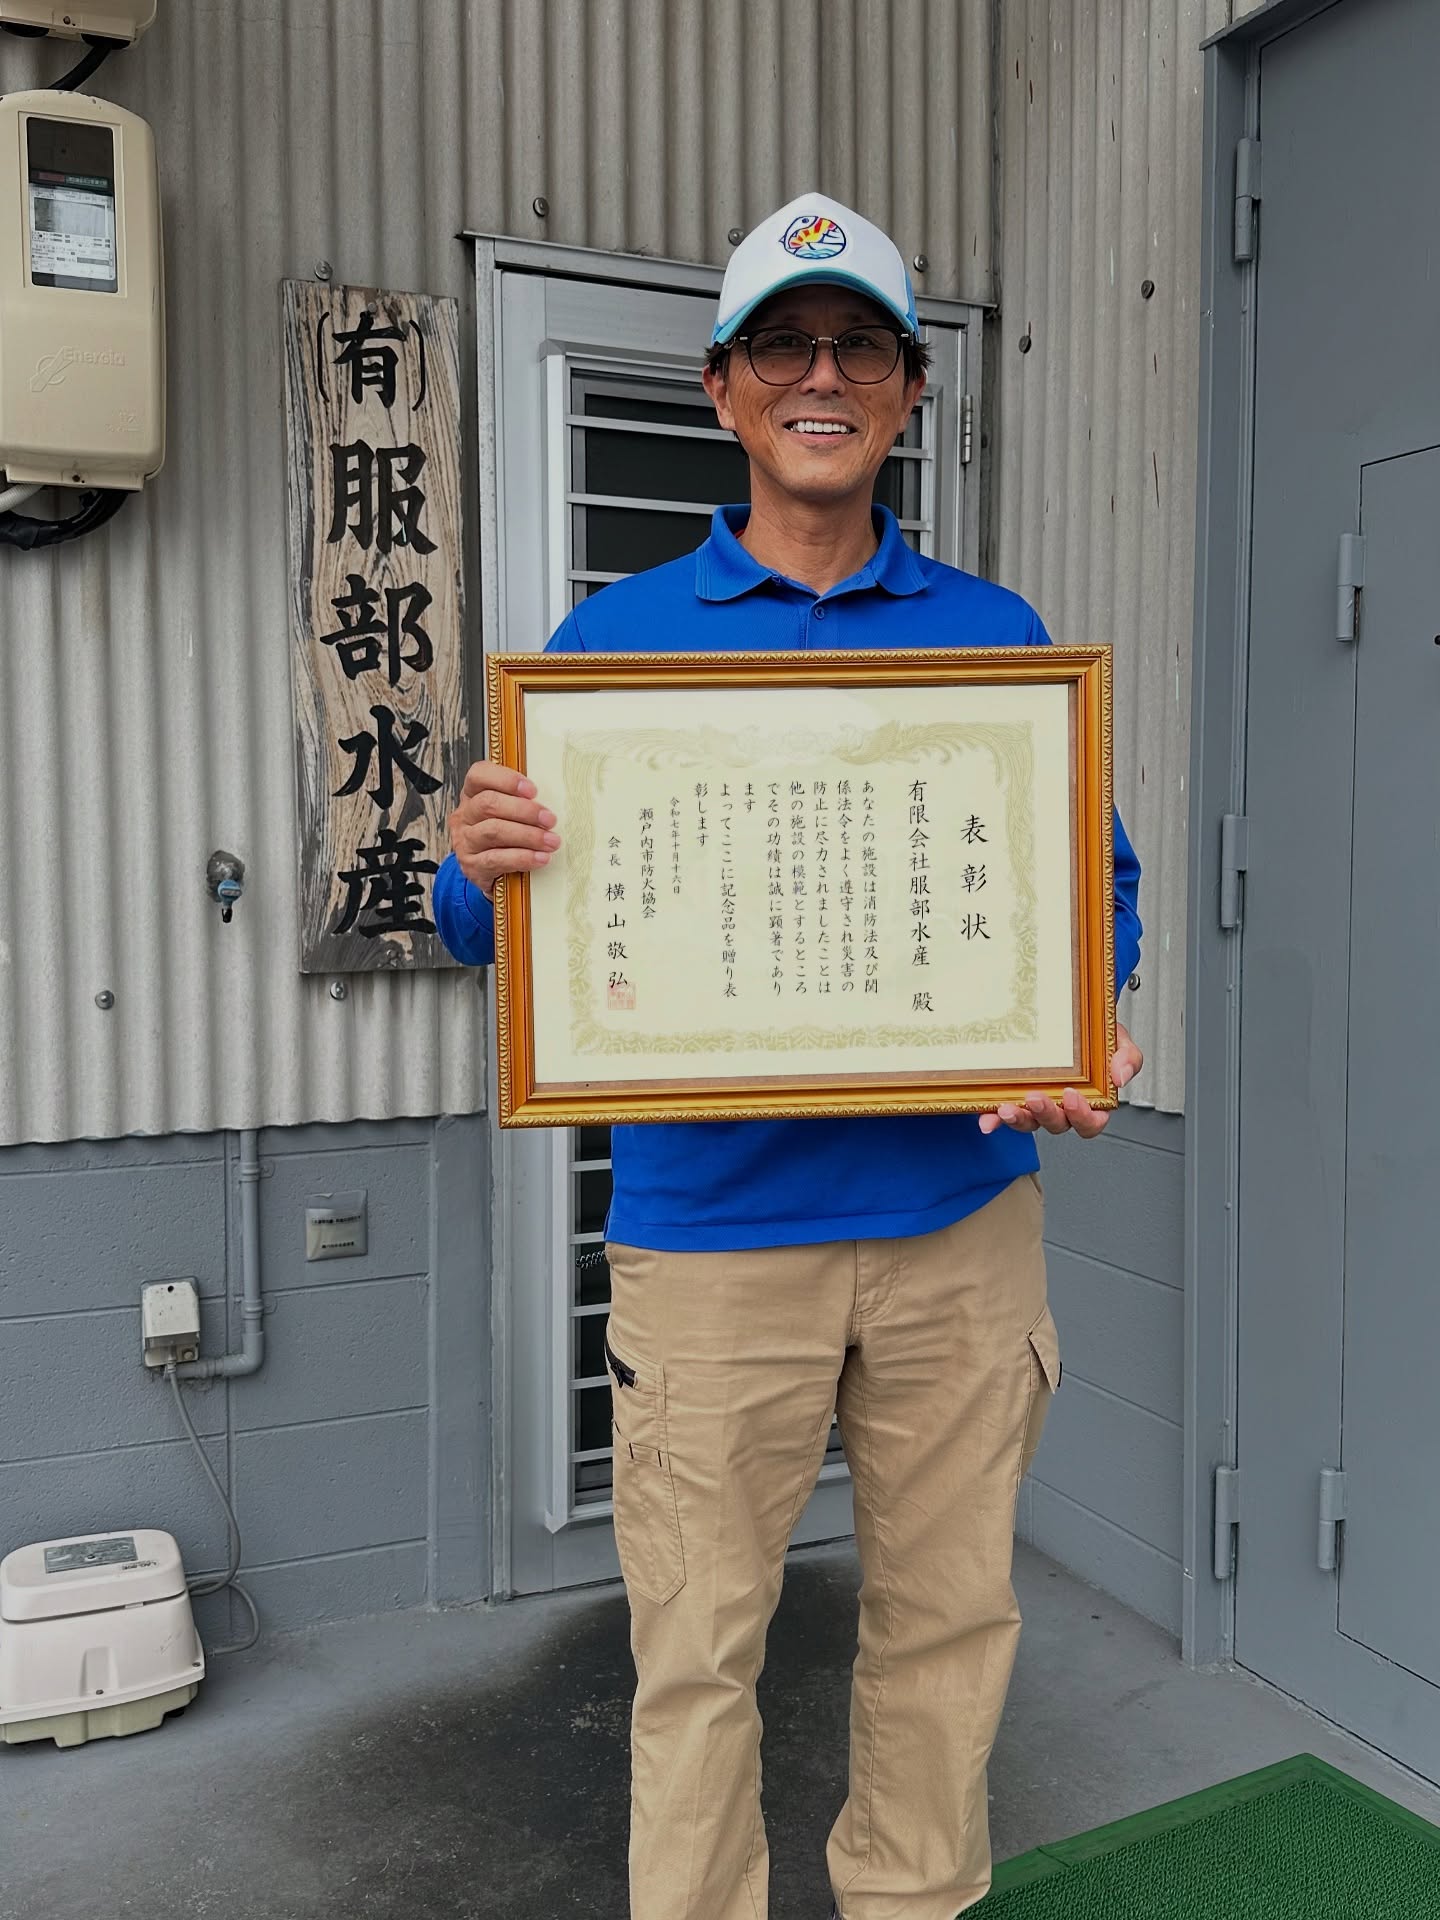 (有)服部水産
表彰状
有限会社服部水産 殿
あなたの施設は消防法及び関
係法令をよく遵守され災害の
防止に尽力されましたことは
他の施設の模範とするところ
でその功績は誠に顕著であり
ます
よってここに記念品を贈り表
彰します
令和七年十月十六日
瀬戸内市防火協会
会長 横山敬弘
Energia